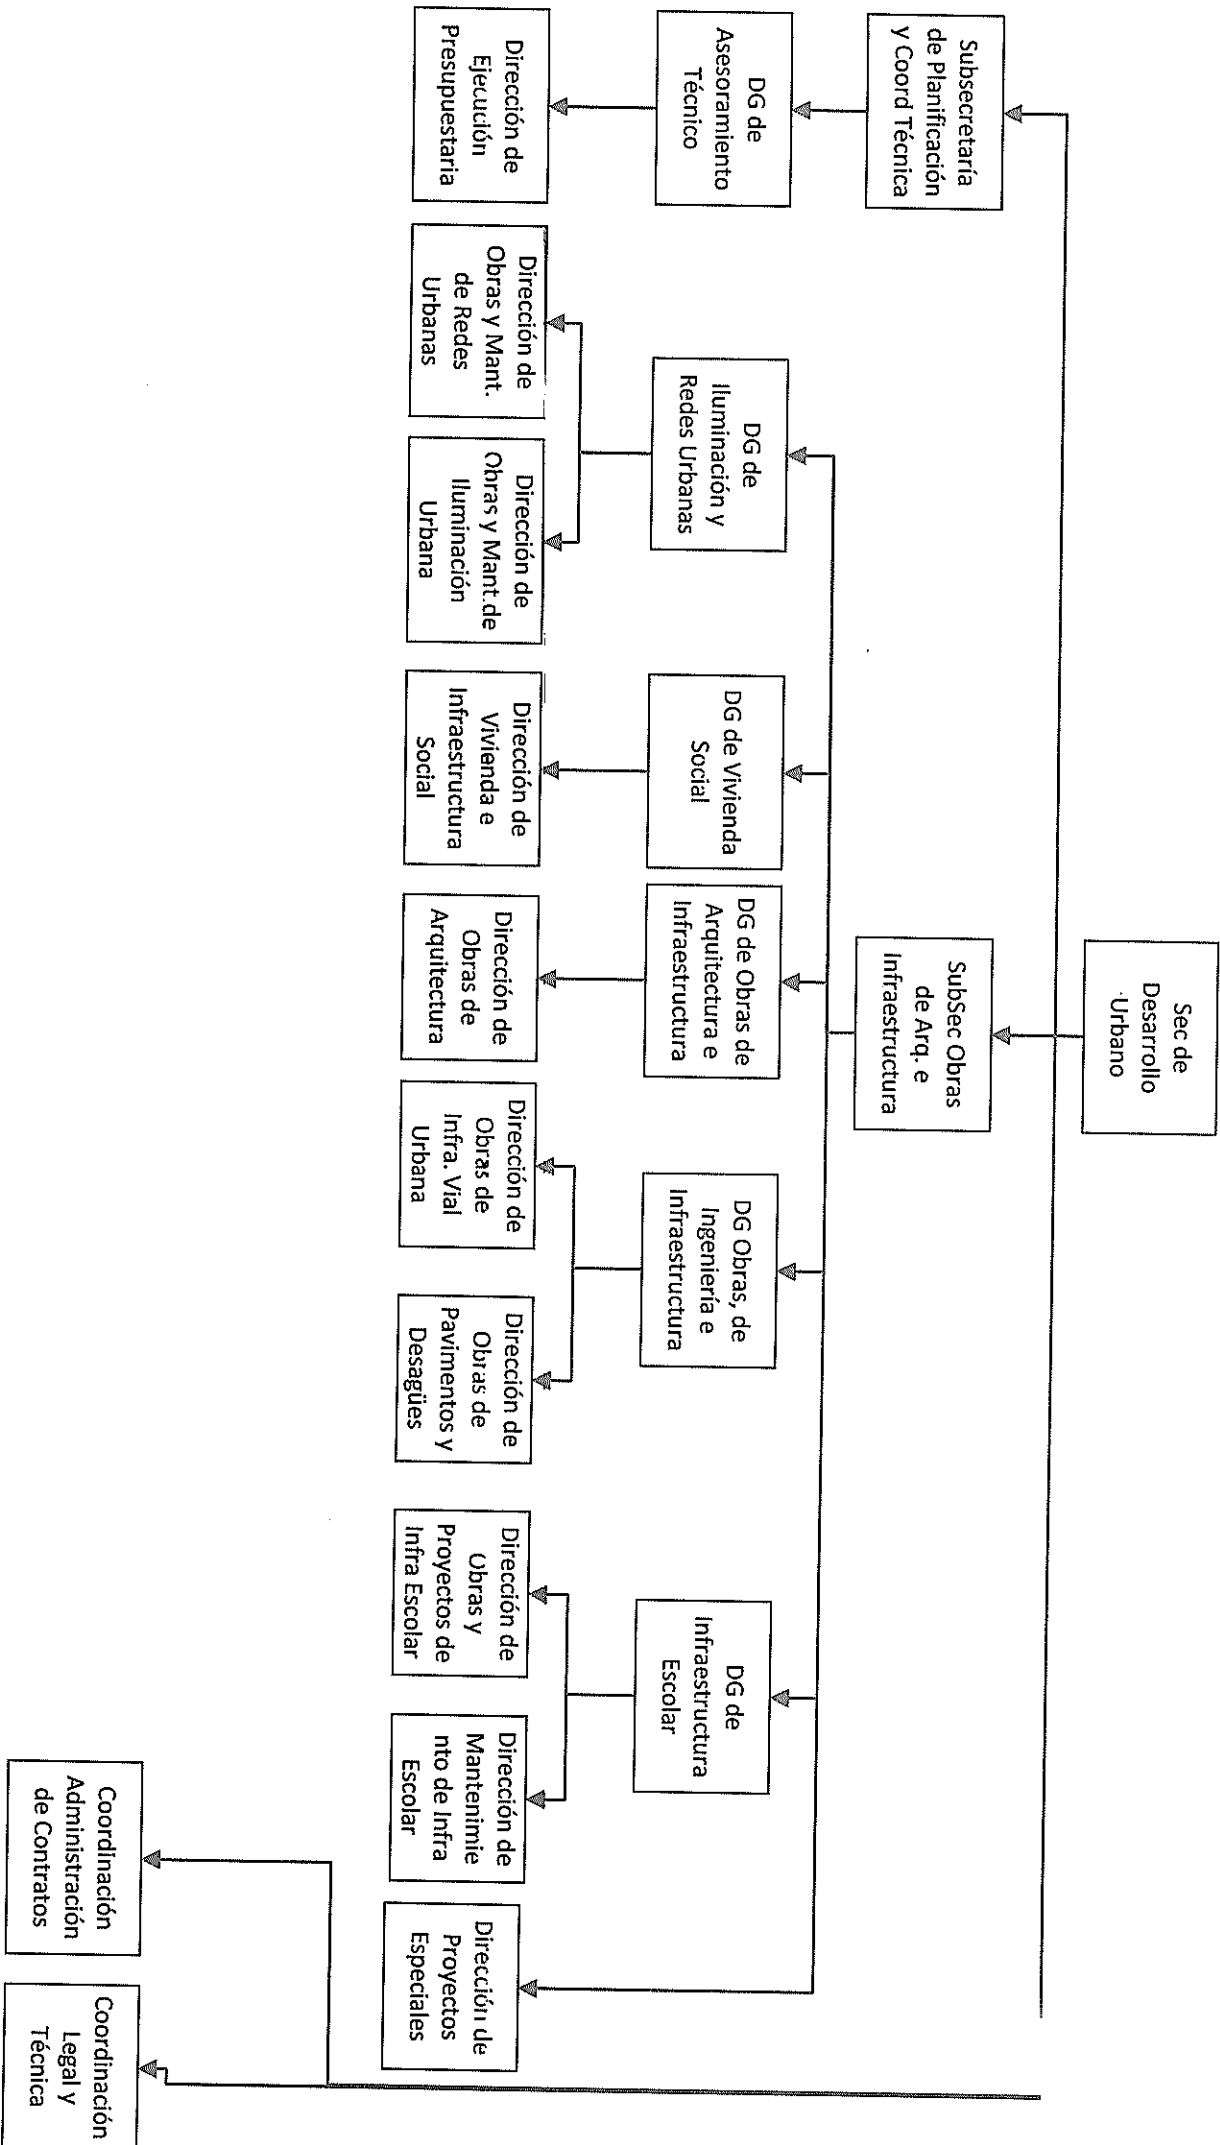 Sec de
Desarrollo
Urbano
Subsecretaría
de Planificación
y Coord Técnica
SubSec Obras
de Arq. e
Infraestructura
DG de
Asesoramiento
Técnico
DG de
Iluminación y
Redes Urbanas
DG de Vivienda
Social
DG de Obras de
Arquitectura e
Infraestructura
DG Obras, de
Ingeniería e
Infraestructura
DG de
Infraestructura
Escolar
Dirección de
Ejecución
Presupuestaria
Dirección de
Obras y Mant.
de Redes
Urbanas
Dirección de
Obras y Mant.de
Iluminación
Urbana
Dirección de
Vivienda e
Infraestructura
Social
Dirección de
Obras de
Arquitectura
Dirección de
Obras de
Infra. Vial
Urbana
Dirección de
Obras de
Pavimentos y
Desagües
Dirección de
Obras y
Proyectos de
Infra Escolar
Dirección de
Mantenimie
nto de Infra
Escolar
Dirección de
Proyectos
Especiales
Coordinación
Administración
de Contratos
Coordinación
Legal y
Técnica